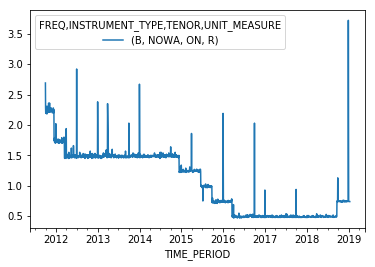 FREQ,INSTRUMENT_TYPE,TENOR,UNIT_MEASURE
(B, NOWA, ON, R)
3.5
3.0
2.5
2.0
1.5
1.0
0.5
2012 2013 2014 2015 2016 2017 2018 2019
TIME_PERIOD